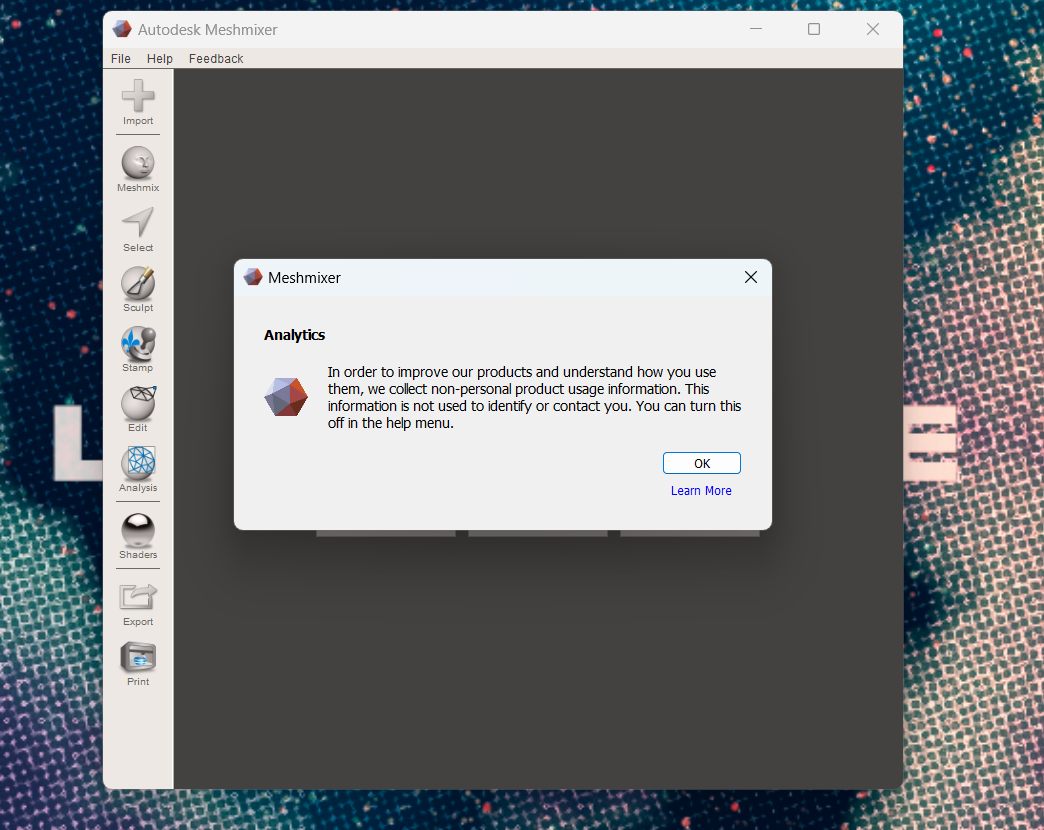 Autodesk Meshmixer
File Help Feedback
Import
Meshmix
Select
Sculpt
Stamp
Edit
Analysis
Shaders
Export
Print
Meshmixer
Analytics
In order to improve our products and understand how you use
them, we collect non-personal product usage information. This
information is not used to identify or contact you. You can turn this
off in the help menu.
OK
Learn More